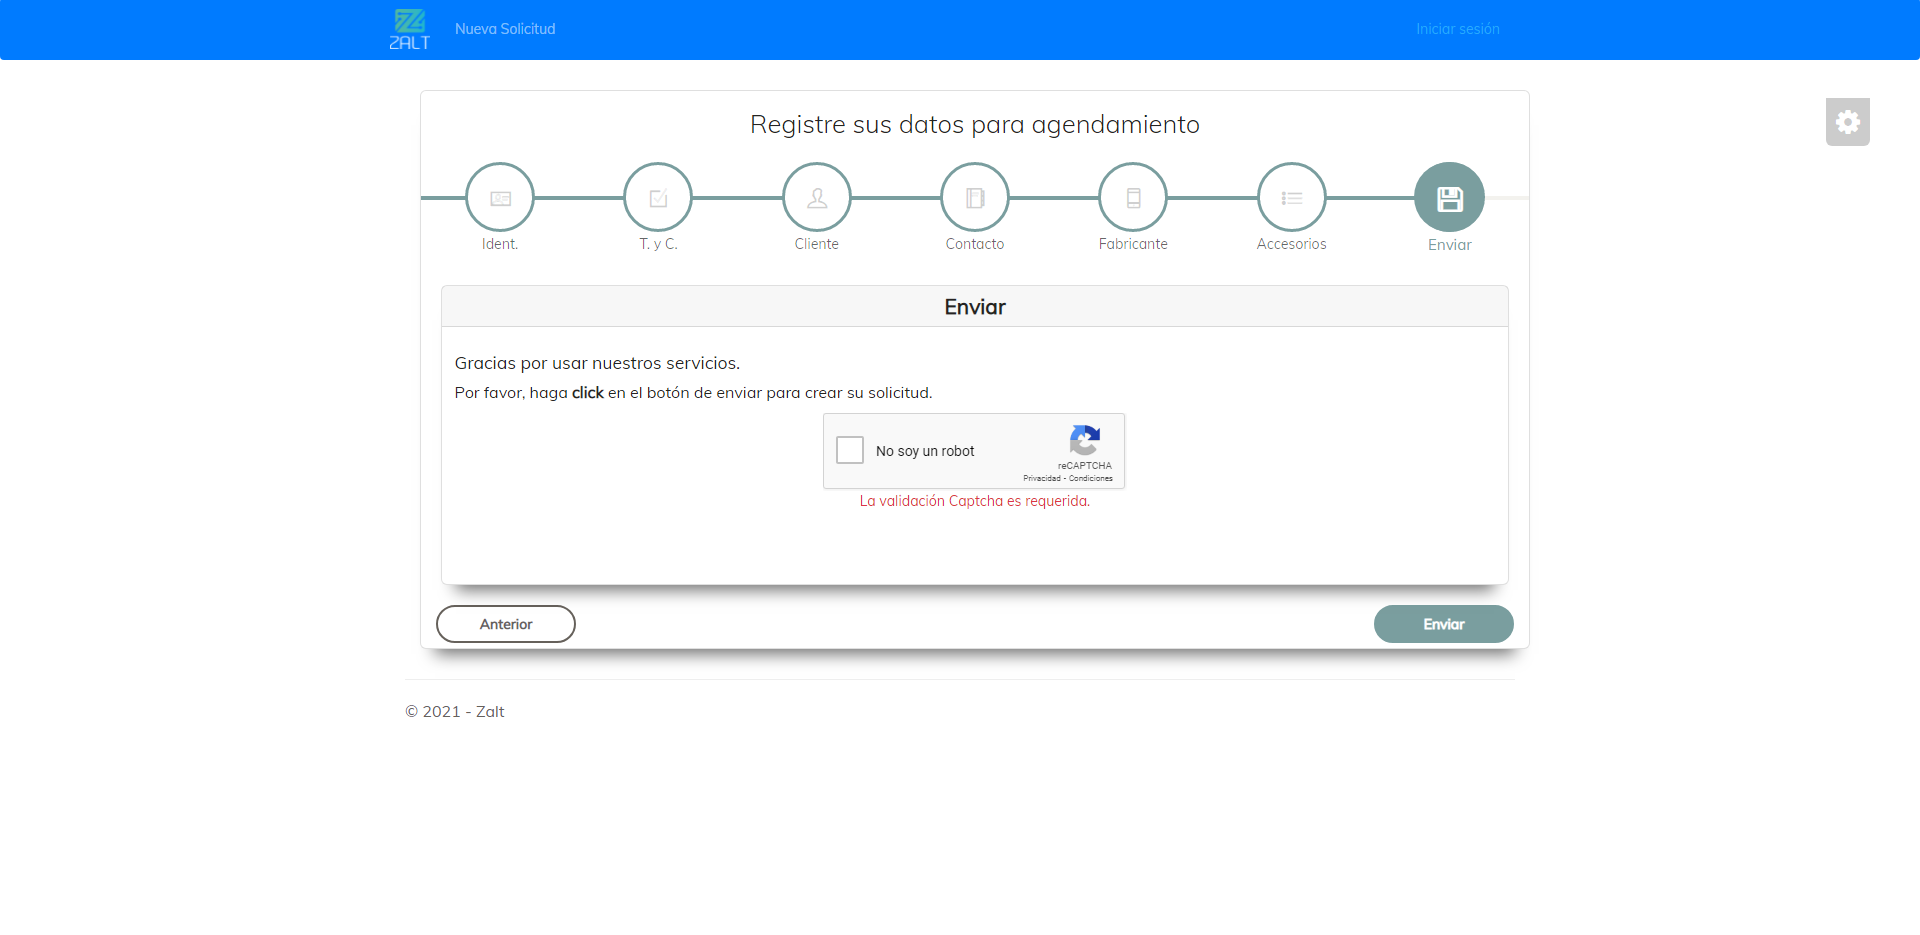 ZALT
Nueva Solicitud
Iniciar sesión
Registre sus datos para agendamiento
Ident.
T. y C.
Cliente
Contacto
Fabricante
Accesorios
Enviar
Enviar
Gracias por usar nuestros servicios.
Por favor, haga click en el botón de enviar para crear su solicitud.
No soy un robot
reCAPTCHA
Privacidad - Condiciones
La validación Captcha es requerida.
Anterior
Enviar
© 2021 - Zalt